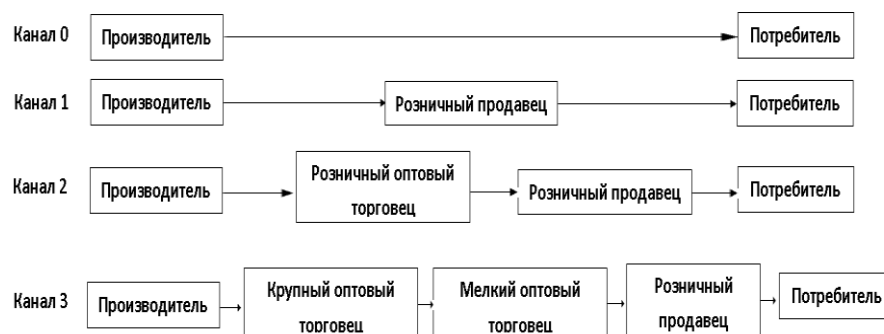 Канал 0 Производитель Потребитель
Канал 1 Производитель Розничный продавец Потребитель
Канал 2 Производитель Розничный оптовый торговец Розничный продавец Потребитель
Канал 3 Производитель Крупный оптовый торговец Мелкий оптовый торговец Розничный продавец Потребитель